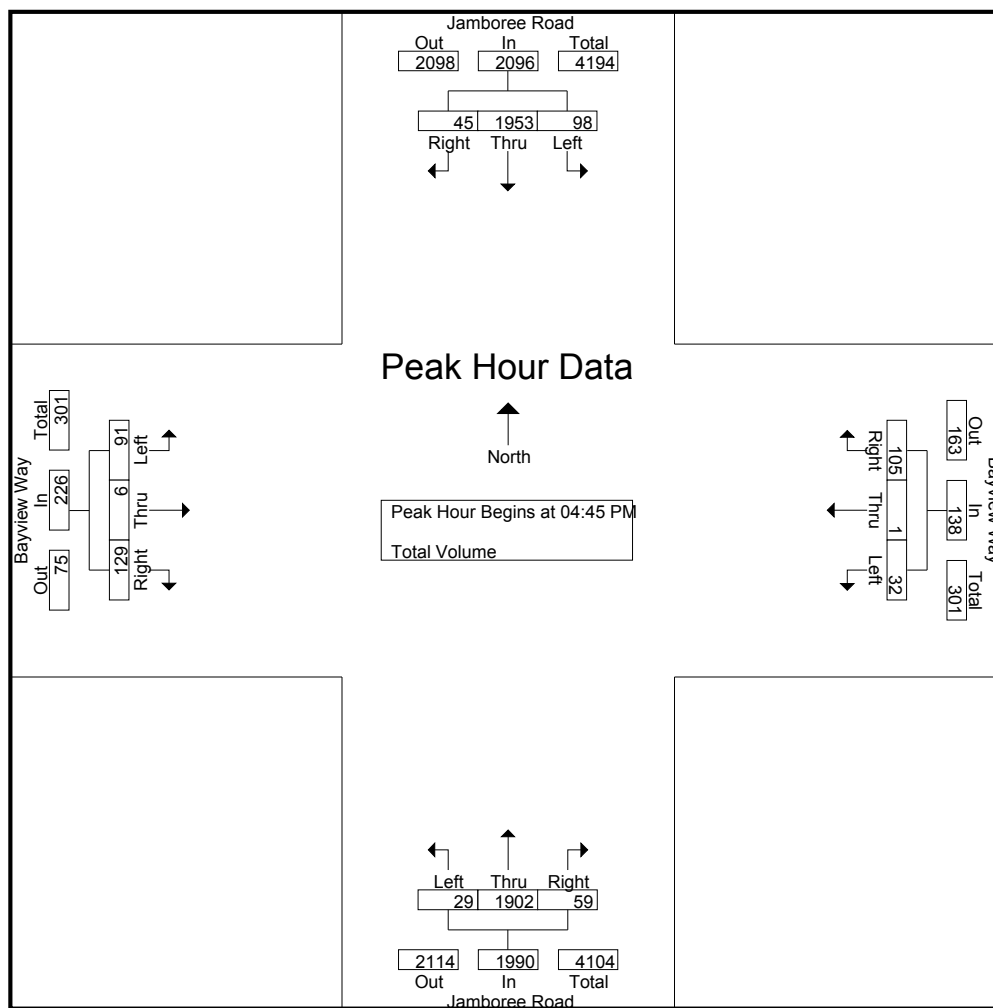 Jamboree Road
Out In Total
2098 2096 4194
45 1953 98
Right Thru Left
Peak Hour Data
North
Peak Hour Begins at 04:45 PM
Total Volume
Bayview Way
Total In Out
301 226 75
91 6 129
Left Thru Right
Bayview Way
Out In Total
163 138 301
105 1 32
Right Thru Left
Left Thru Right
29 1902 59
2114 1990 4104
Out In Total
Jamboree Road